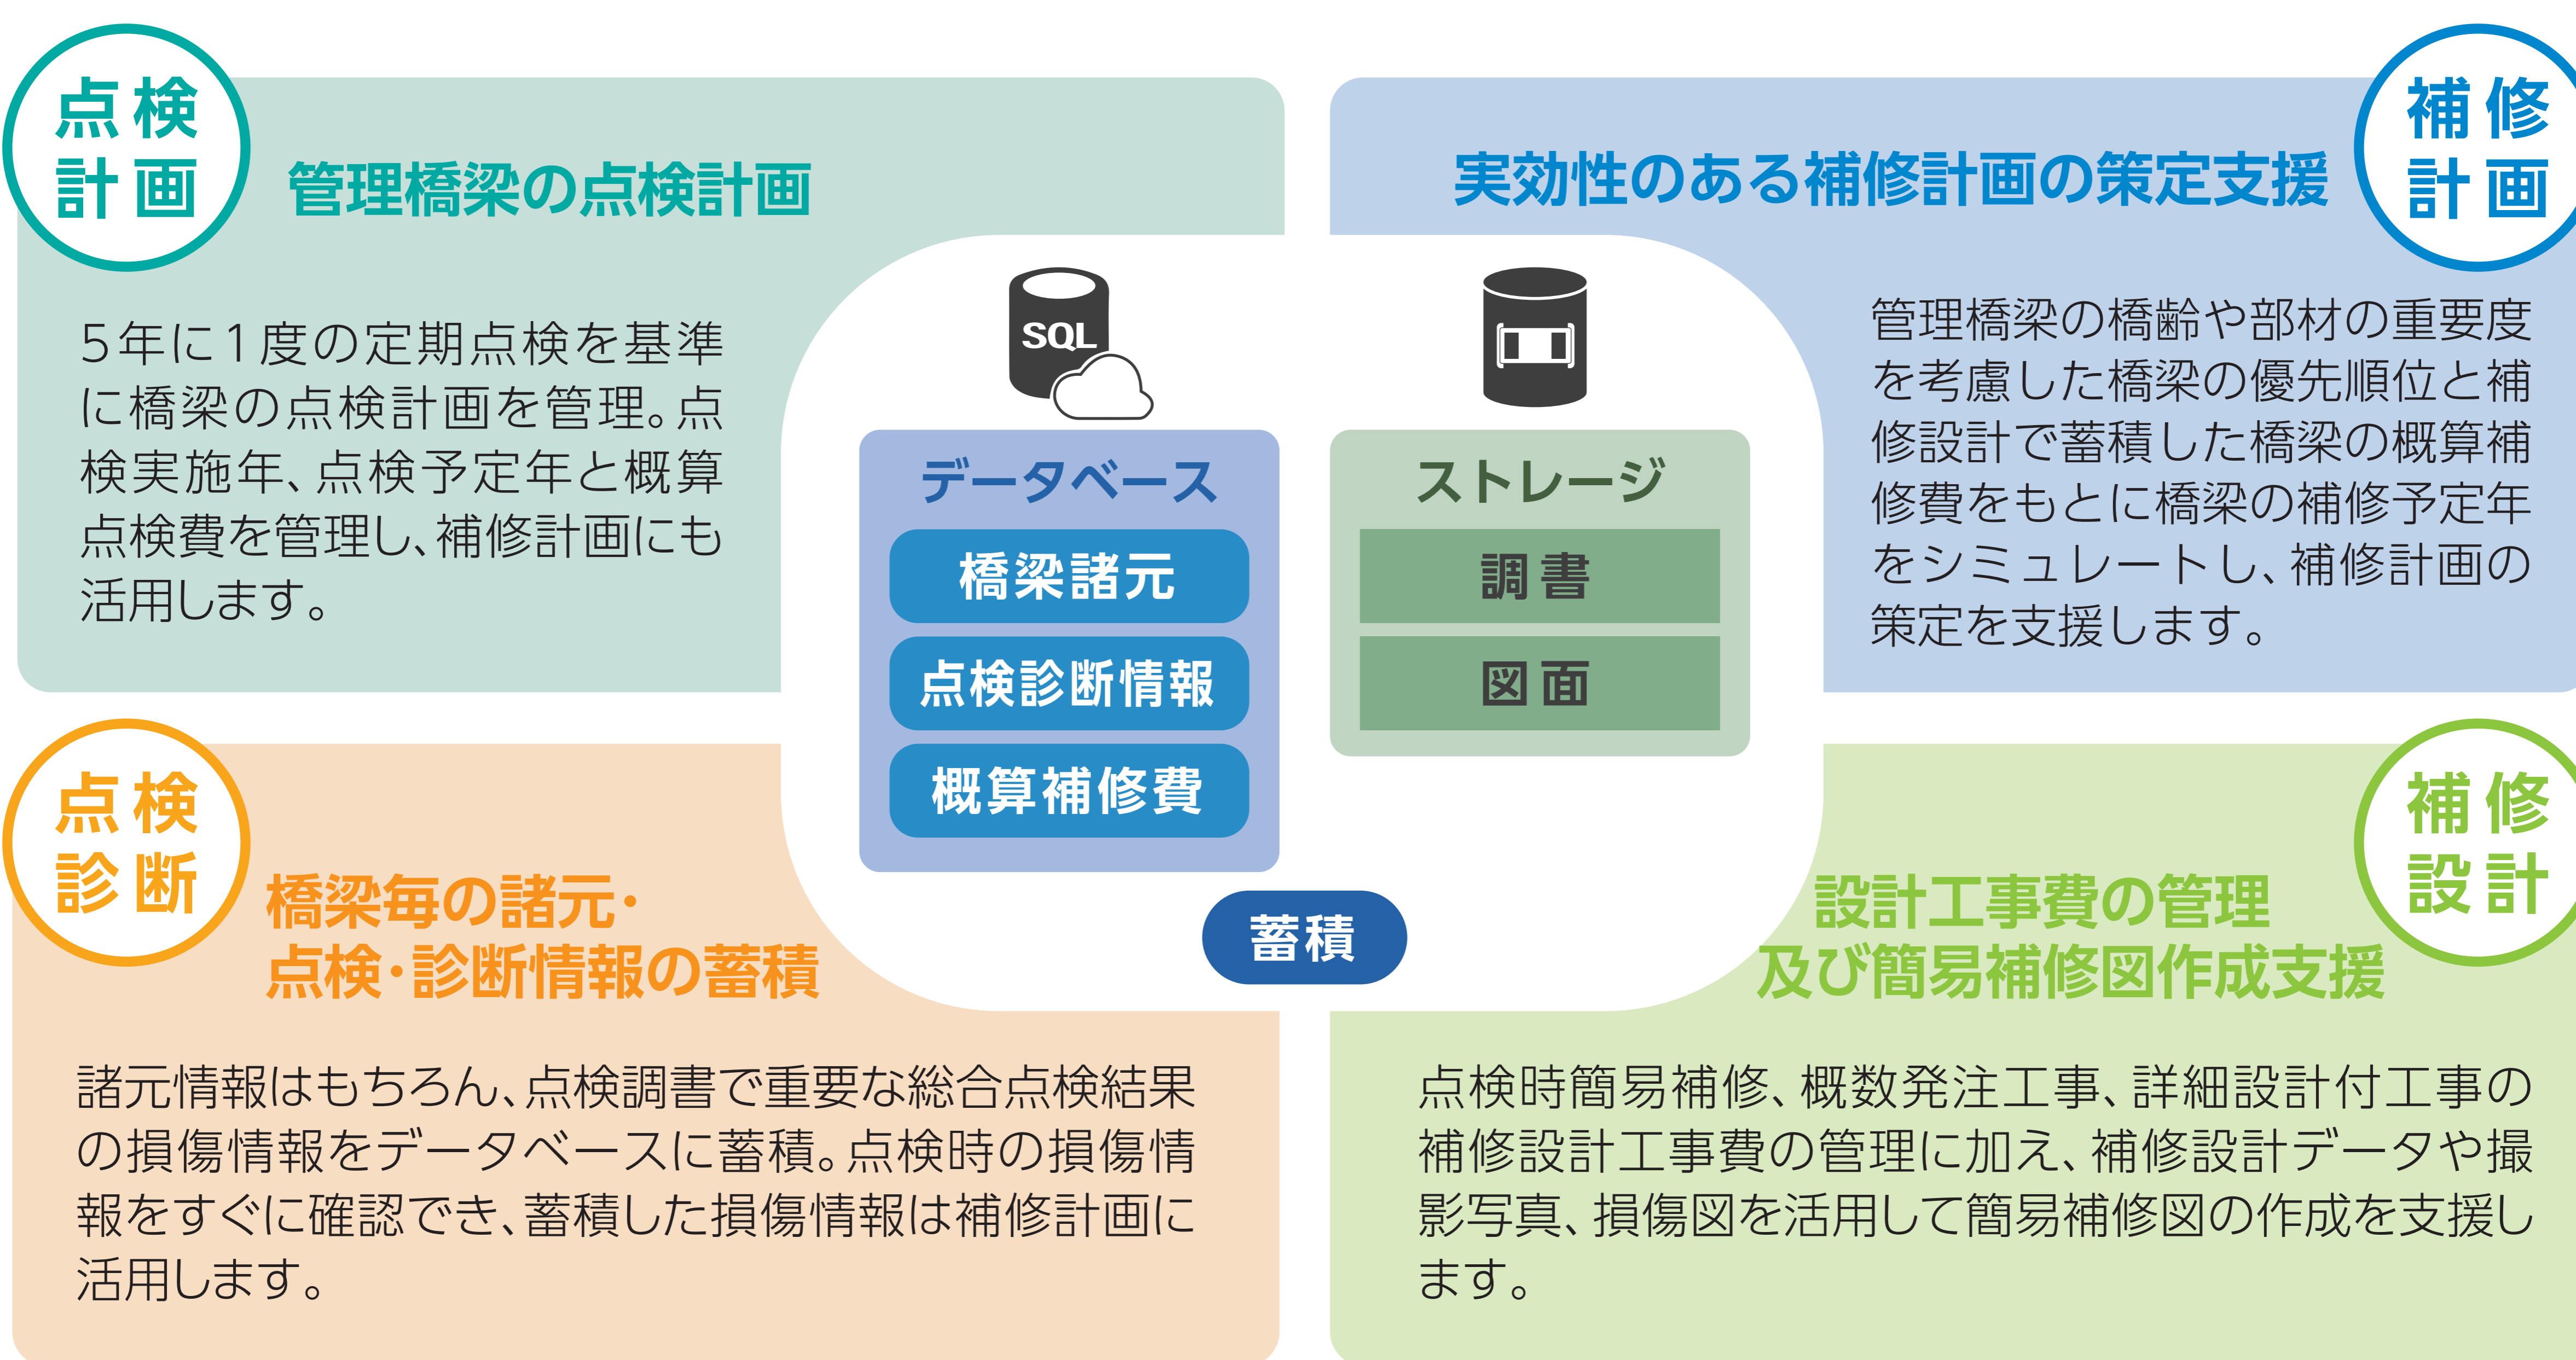 点検
計画
管理橋梁の点検計画
5年に1度の定期点検を基準
に橋梁の点検計画を管理。点
検実施年、点検予定年と概算
点検費を管理し、補修計画にも
活用します。
補修
計画
実効性のある補修計画の策定支援
管理橋梁の橋齢や部材の重要度
を考慮した橋梁の優先順位と補
修設計で蓄積した橋梁の概算補
修費をもとに橋梁の補修予定年
をシミュレートし、補修計画の
策定を支援します。
SQL
データベース
橋梁諸元
点検診断情報
概算補修費
ストレージ
調書
図面
蓄積
点検
診断
橋梁毎の諸元・
点検・診断情報の蓄積
諸元情報はもちろん、点検調書で重要な総合点検結果
の損傷情報をデータベースに蓄積。点検時の損傷情
報をすぐに確認でき、蓄積した損傷情報は補修計画に
活用します。
補修
設計
設計工事費の管理
及び簡易補修図作成支援
点検時簡易補修、概数発注工事、詳細設計付工事の
補修設計工事費の管理に加え、補修設計データや撮
影写真、損傷図を活用して簡易補修図の作成を支援し
ます。